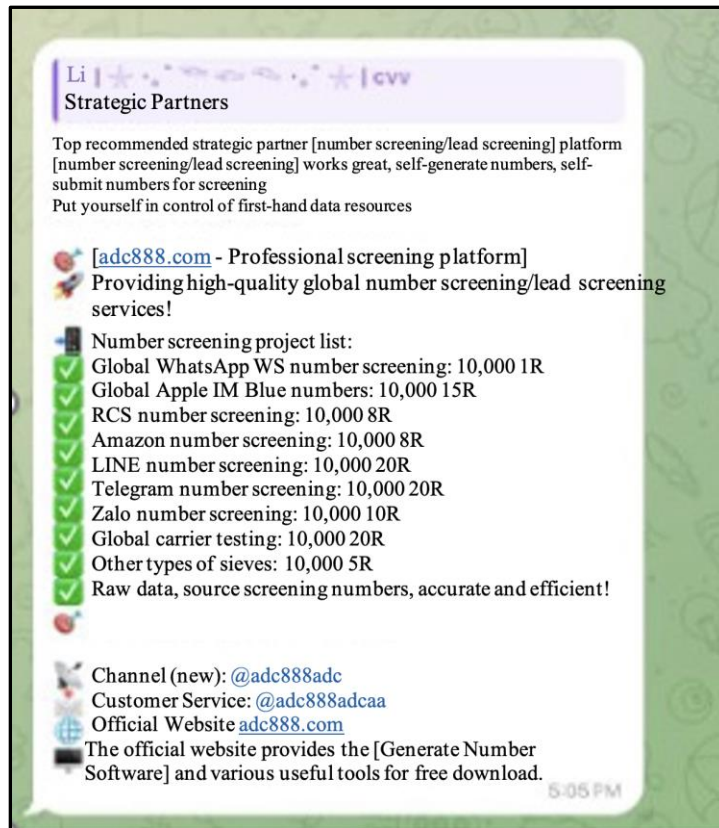 Li | cvv
Strategic Partners
Top recommended strategic partner [number screening/lead screening] platform
[number screening/lead screening] works great, self-generate numbers, self-
submit numbers for screening
Put yourself in control of first-hand data resources
[adc888.com - Professional screening platform]
Providing high-quality global number screening/lead screening
services!
Number screening project list:
Global WhatsApp WS number screening: 10,000 1R
Global Apple IM Blue numbers: 10,000 15R
RCS number screening: 10,000 8R
Amazon number screening: 10,000 8R
LINE number screening: 10,000 20R
Telegram number screening: 10,000 20R
Zalo number screening: 10,000 10R
Global carrier testing: 10,000 20R
Other types of sieves: 10,000 5R
Raw data, source screening numbers, accurate and efficient!
Channel (new): @adc888adc
Customer Service: @adc888adcaa
Official Website adc888.com
The official website provides the [Generate Number
Software] and various useful tools for free download.
5:05 PM